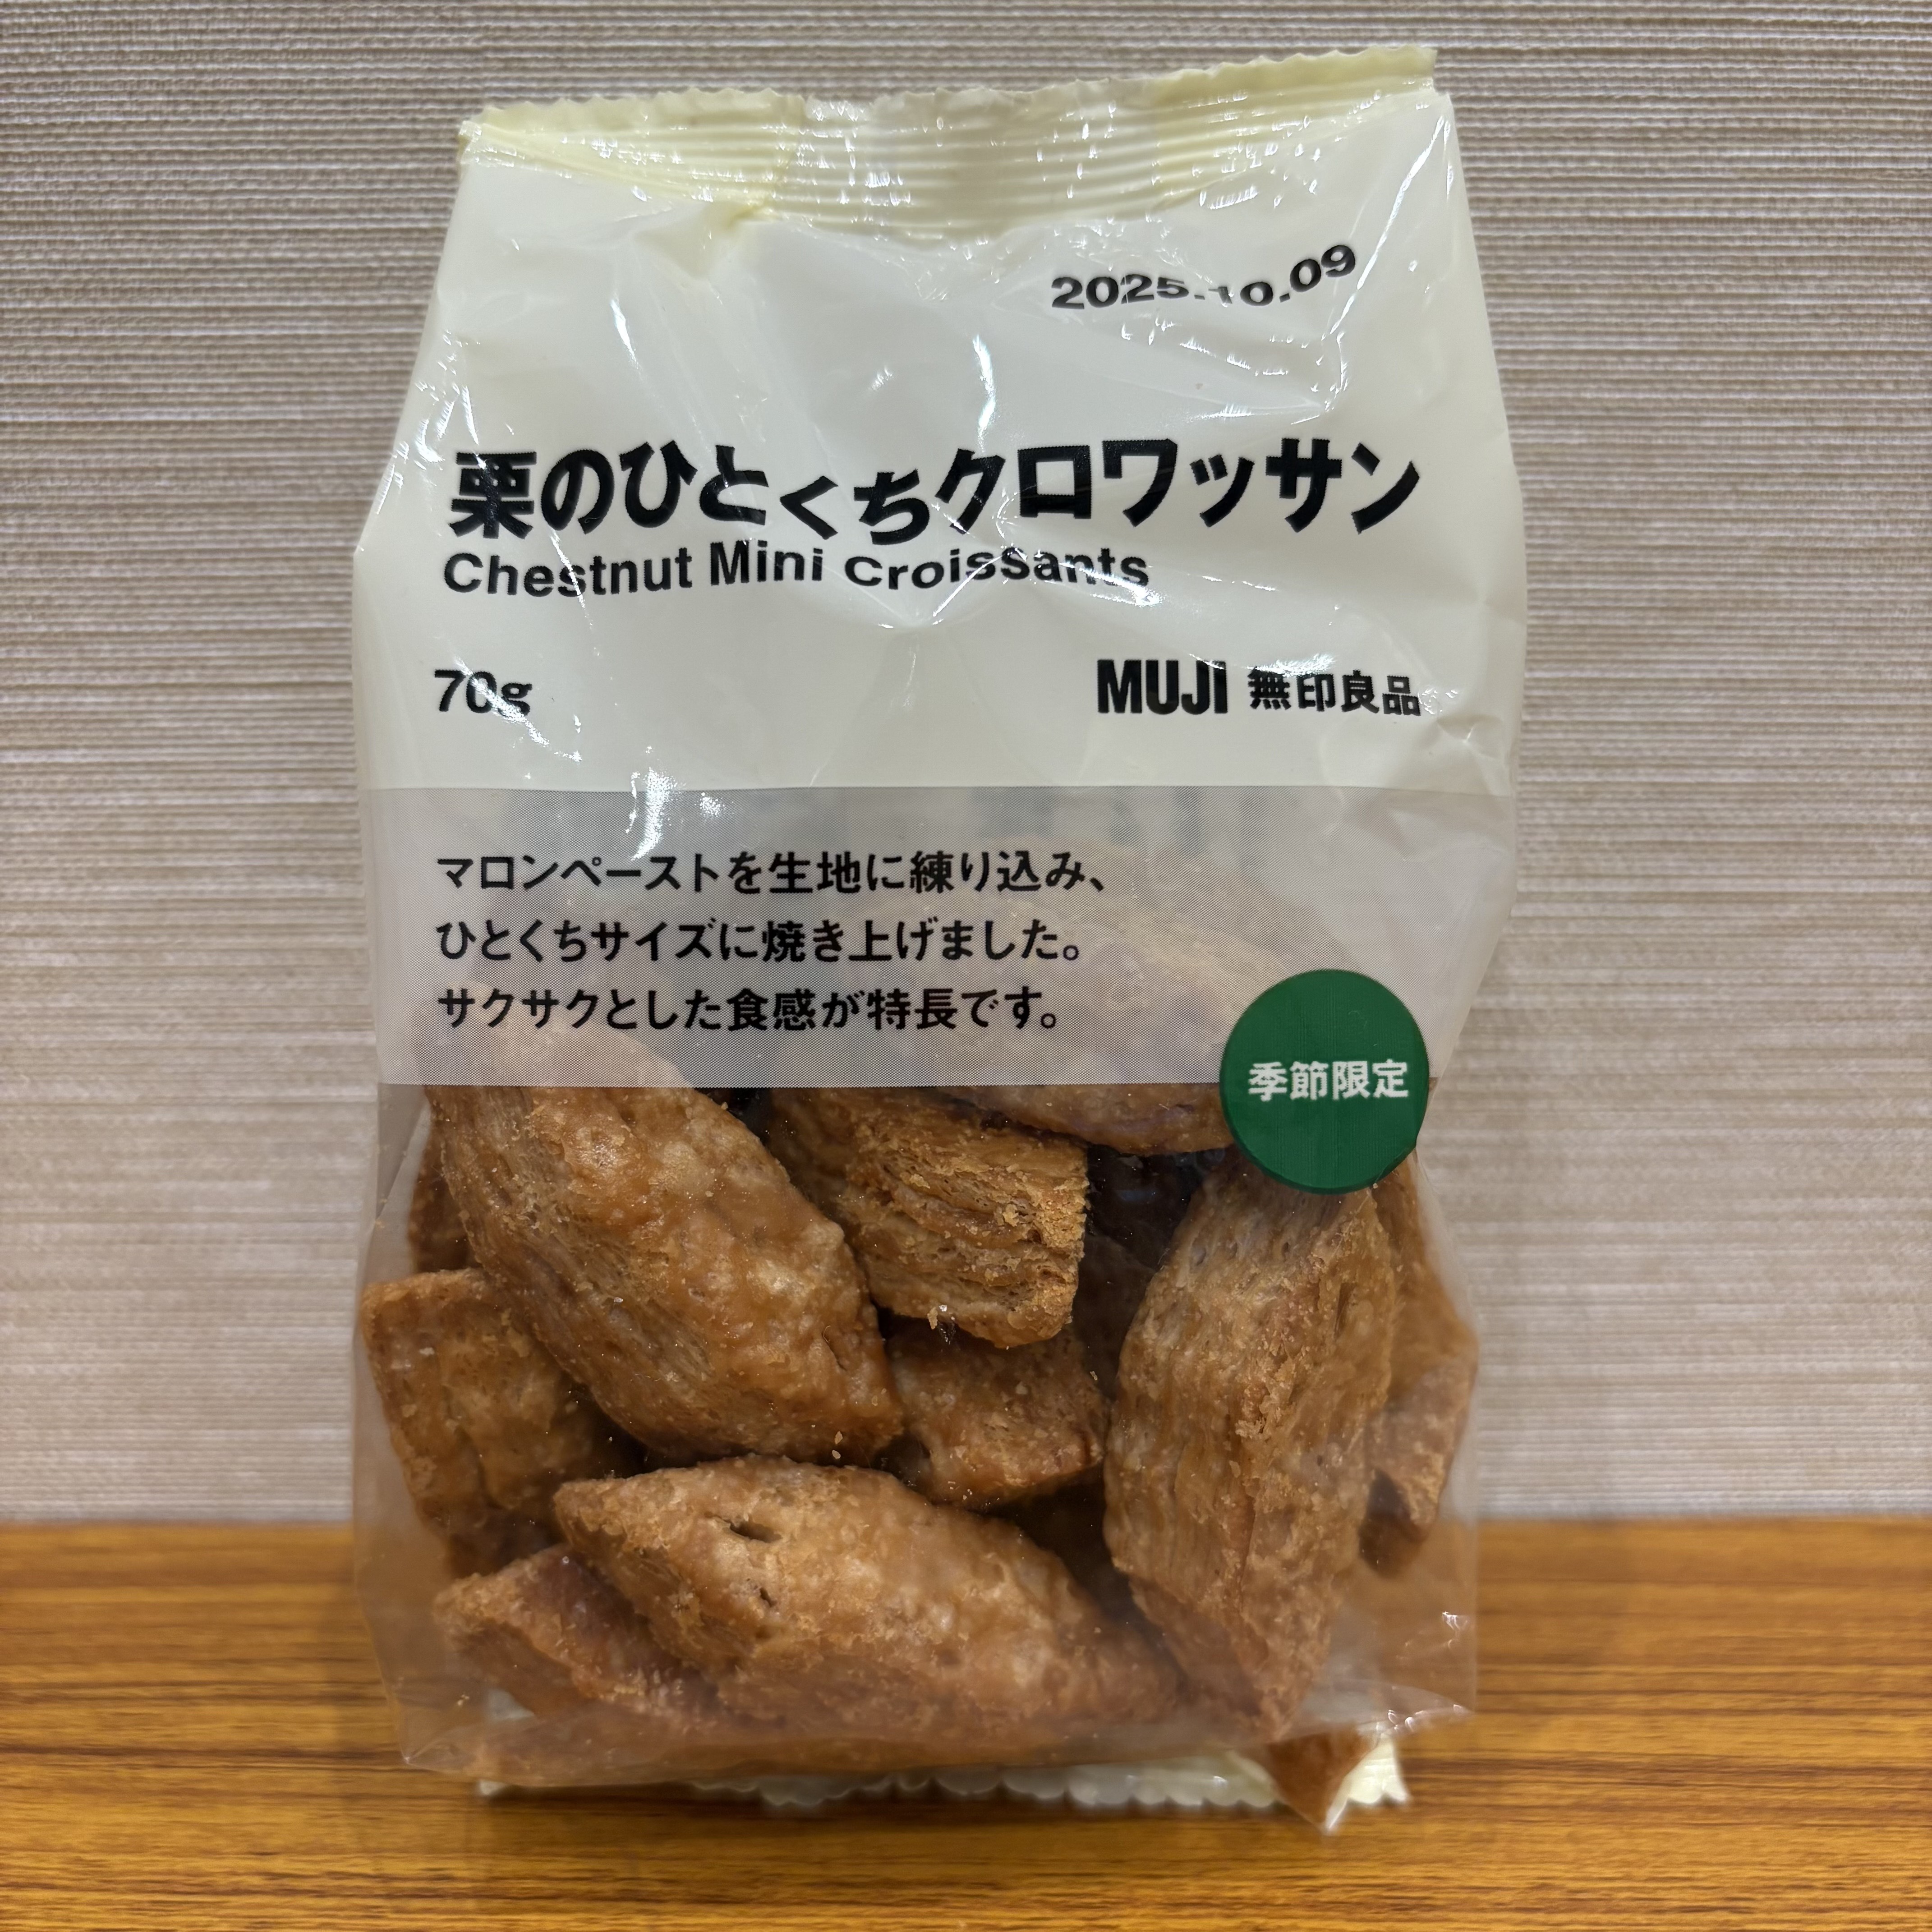 2025.10.09
栗のひとくちクロワッサン
Chestnut Mini Croissants
70g
MUJI 無印良品
マロンペーストを生地に練り込み、
ひとくちサイズに焼き上げました。
サクサクとした食感が特長です。
季節限定